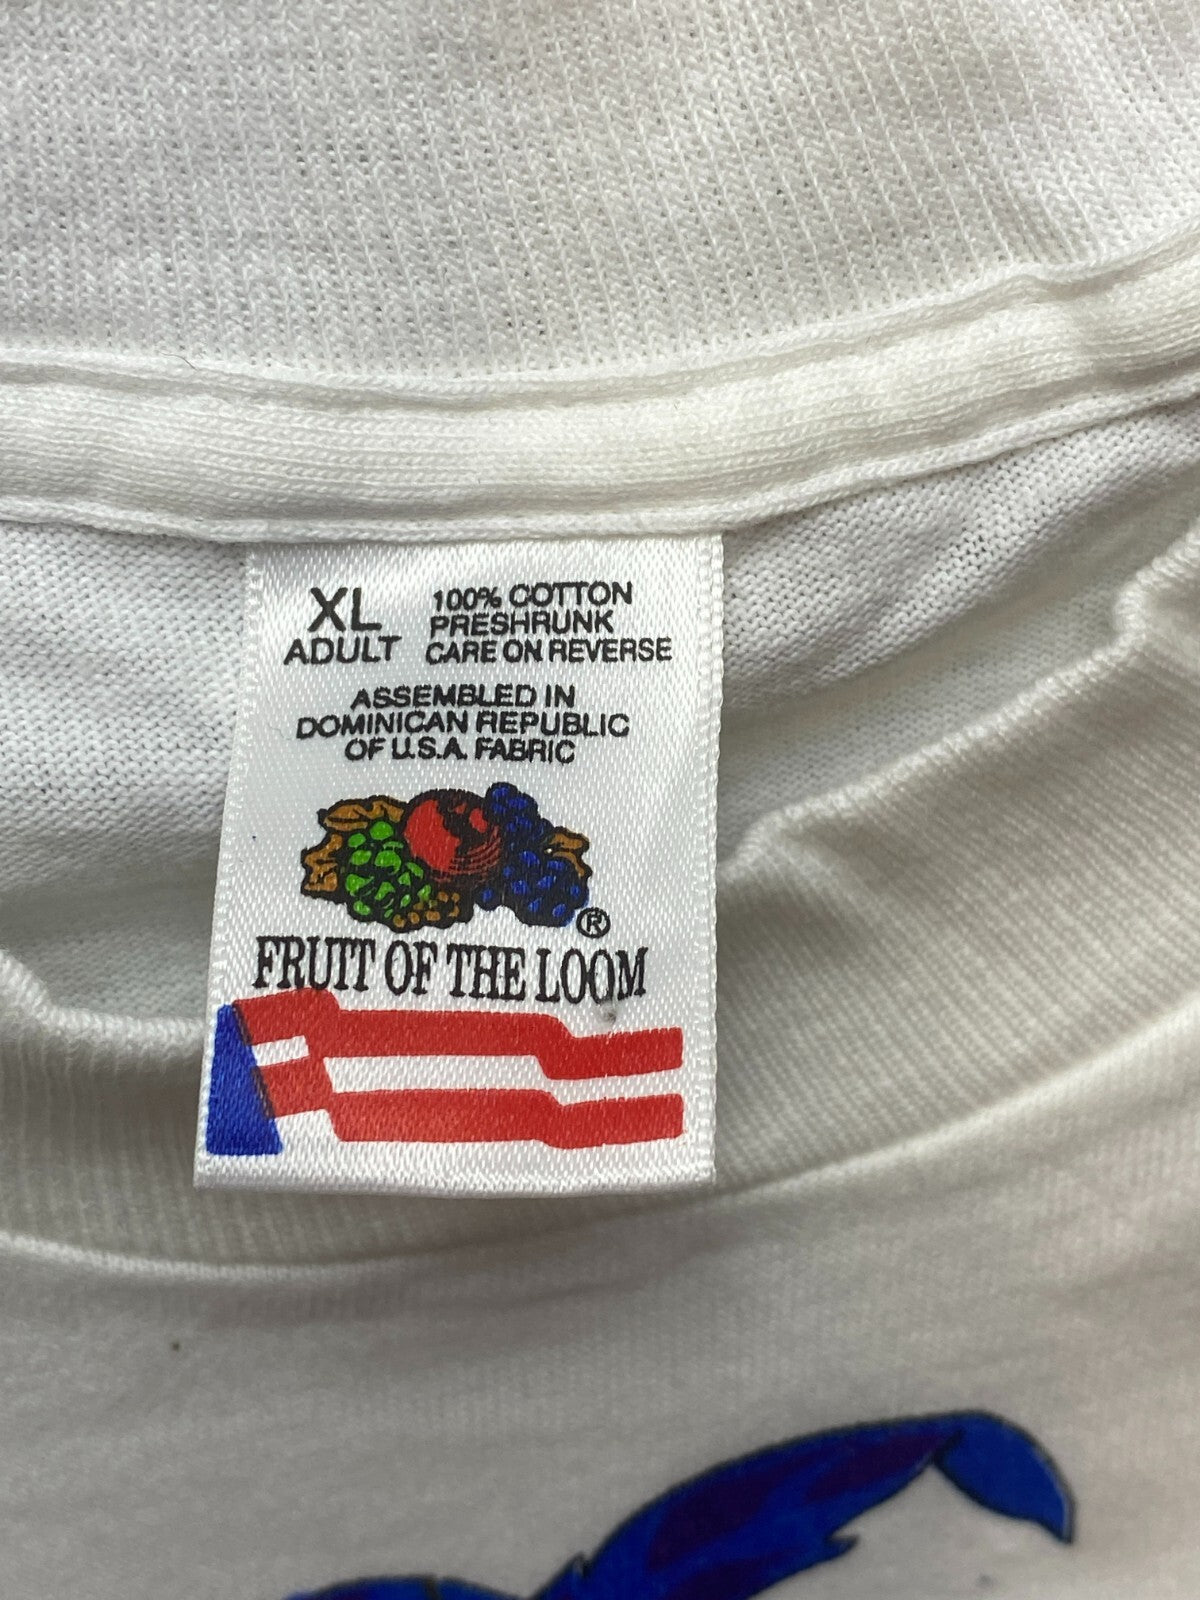 XL
ADULT
100% COTTON
PRESHRUNK
CARE ON REVERSE
ASSEMBLED IN
DOMINICAN REPUBLIC
OF U.S.A. FABRIC
®
FRUIT OF THE LOOM